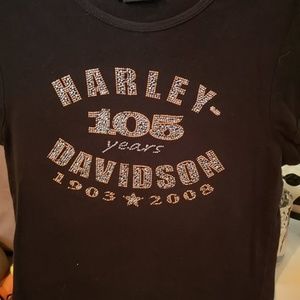 HARLEY-
105
years
DAVIDSON
1903 ★ 2008